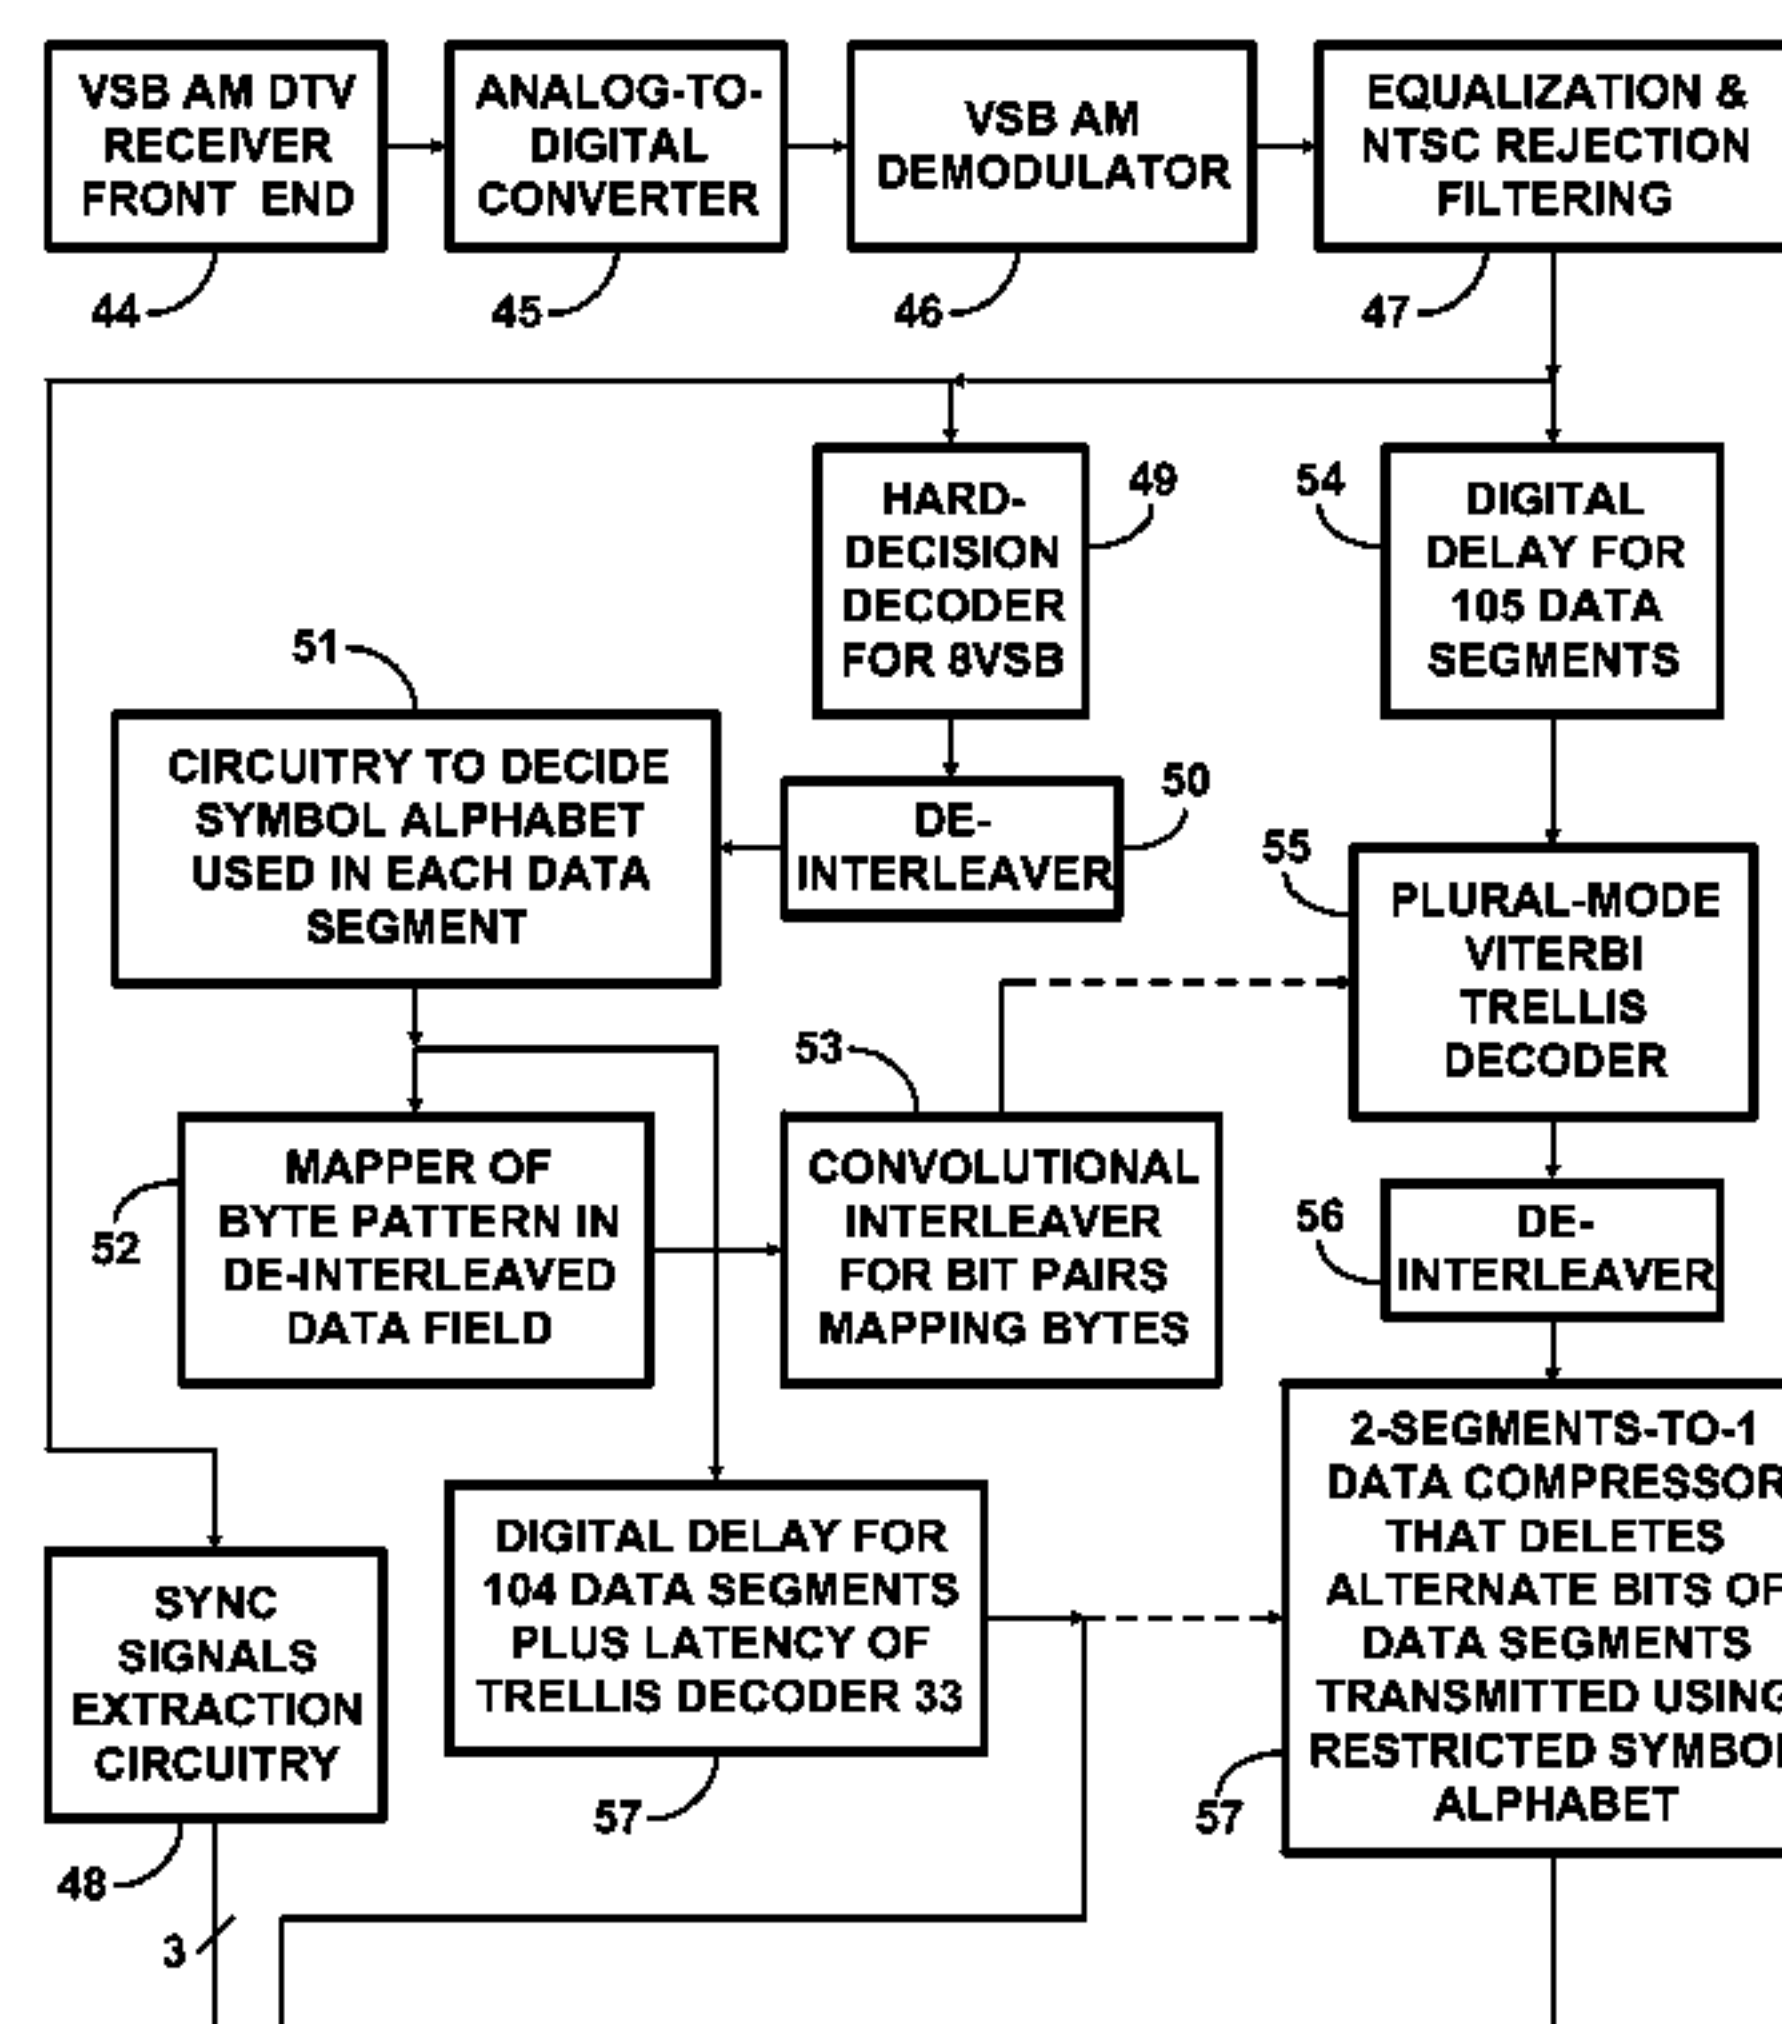 VSB AM DTV
RECEIVER
FRONT END
44
ANALOG-TO-
DIGITAL
CONVERTER
45
VSB AM
DEMODULATOR
46
EQUALIZATION &
NTSC REJECTION
FILTERING
47
HARD-
DECISION
DECODER
FOR 8VSB
49
54
DIGITAL
DELAY FOR
105 DATA
SEGMENTS
51
CIRCUITRY TO DECIDE
SYMBOL ALPHABET
USED IN EACH DATA
SEGMENT
DE-
INTERLEAVER
50
55
PLURAL-MODE
VITERBI
TRELLIS
DECODER
52
MAPPER OF
BYTE PATTERN IN
DE-INTERLEAVED
DATA FIELD
53
CONVOLUTIONAL
INTERLEAVER
FOR BIT PAIRS
MAPPING BYTES
56
DE-
INTERLEAVER
SYNC
SIGNALS
EXTRACTION
CIRCUITRY
48
3
DIGITAL DELAY FOR
104 DATA SEGMENTS
PLUS LATENCY OF
TRELLIS DECODER 33
57
2-SEGMENTS-TO-1
DATA COMPRESSOR
THAT DELETES
ALTERNATE BITS OF
DATA SEGMENTS
TRANSMITTED USING
RESTRICTED SYMBOL
ALPHABET
57